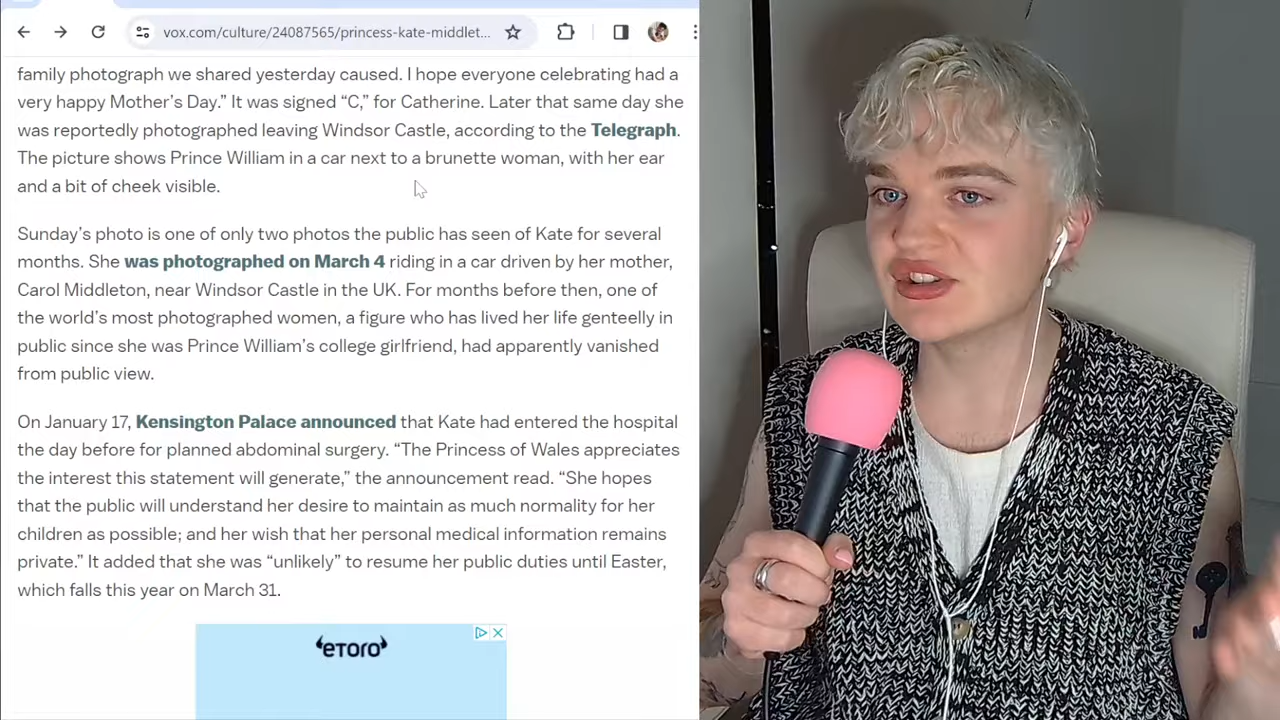 vox.com/culture/24087565/princess-kate-middlet...
family photograph we shared yesterday caused. I hope everyone celebrating had a
very happy Mother’s Day.” It was signed “C,” for Catherine. Later that same day she
was reportedly photographed leaving Windsor Castle, according to the Telegraph.
The picture shows Prince William in a car next to a brunette woman, with her ear
and a bit of cheek visible.
Sunday’s photo is one of only two photos the public has seen of Kate for several
months. She was photographed on March 4 riding in a car driven by her mother,
Carol Middleton, near Windsor Castle in the UK. For months before then, one of
the world’s most photographed women, a figure who has lived her life genteelly in
public since she was Prince William’s college girlfriend, had apparently vanished
from public view.
On January 17, Kensington Palace announced that Kate had entered the hospital
the day before for planned abdominal surgery. “The Princess of Wales appreciates
the interest this statement will generate,” the announcement read. “She hopes
that the public will understand her desire to maintain as much normality for her
children as possible; and her wish that her personal medical information remains
private.” It added that she was “unlikely” to resume her public duties until Easter,
which falls this year on March 31.
eTORO